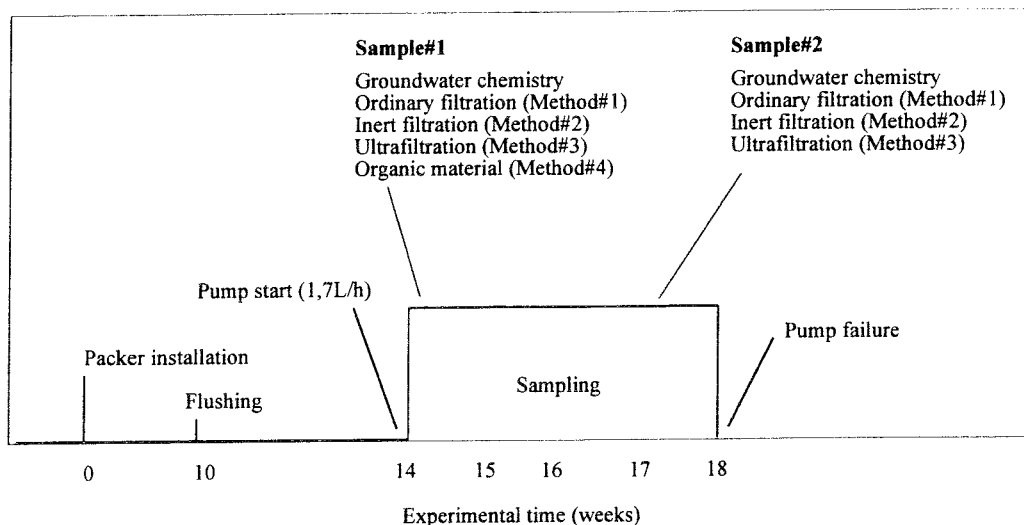 Sample#1
Groundwater chemistry
Ordinary filtration (Method#1)
Inert filtration (Method#2)
Ultrafiltration (Method#3)
Organic material (Method#4)
Sample#2
Groundwater chemistry
Ordinary filtration (Method#1)
Inert filtration (Method#2)
Ultrafiltration (Method#3)
Pump start (1,7L/h)
Pump failure
Packer installation
Flushing
Sampling
0 10 14 15 16 17 18
Experimental time (weeks)